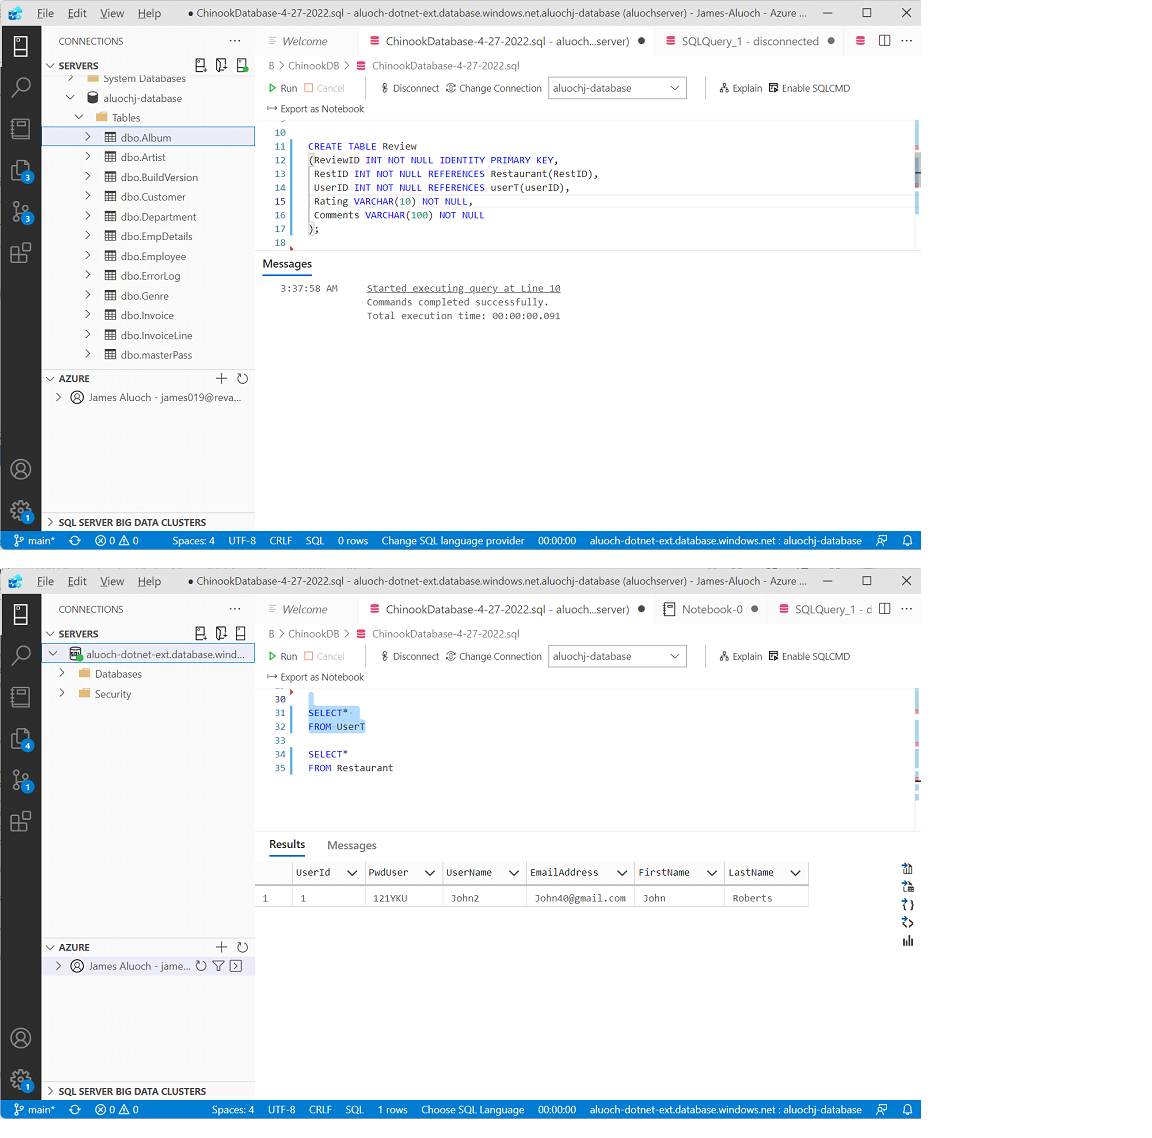 File Edit View Help ● ChinookDatabase-4-27-2022.sql - aluoch-dotnet-ext.database.windows.net.aluochj-database (aluochserver) - James-Aluoch - Azure ...
CONNECTIONS ...
Welcome
ChinookDatabase-4-27-2022.sql - aluoch...server) ●
SQLQuery_1 - disconnected ●
SERVERS
B > ChinookDB > ChinookDatabase-4-27-2022.sql
Run Cancel Disconnect Change Connection aluochj-database Explain Enable SQLCMD
Export as Notebook
System Databases
aluochj-database
Tables
dbo.Album
dbo.Artist
dbo.BuildVersion
dbo.Customer
dbo.Department
dbo.EmpDetails
dbo.Employee
dbo.ErrorLog
dbo.Genre
dbo.Invoice
dbo.InvoiceLine
dbo.masterPass
10
11 CREATE TABLE Review
12 (ReviewID INT NOT NULL IDENTITY PRIMARY KEY,
13 RestID INT NOT NULL REFERENCES Restaurant(RestID),
14 UserID INT NOT NULL REFERENCES userT(userID),
15 Rating VARCHAR(10) NOT NULL,
16 Comments VARCHAR(100) NOT NULL
17 );
18
Messages
3:37:58 AM Started executing query at Line 10
Commands completed successfully.
Total execution time: 00:00:00.091
AZURE
James Aluoch - james019@reva...
3
3
1
SQL SERVER BIG DATA CLUSTERS
main* 0 0 Spaces: 4 UTF-8 CRLF SQL 0 rows Change SQL language provider 00:00:00 aluoch-dotnet-ext.database.windows.net : aluochj-database
File Edit View Help ● ChinookDatabase-4-27-2022.sql - aluoch-dotnet-ext.database.windows.net.aluochj-database (aluochserver) - James-Aluoch - Azure ...
CONNECTIONS ...
Welcome
ChinookDatabase-4-27-2022.sql - aluoch...server) ●
Notebook-0 ●
SQLQuery_1 - d
SERVERS
B > ChinookDB > ChinookDatabase-4-27-2022.sql
Run Cancel Disconnect Change Connection aluochj-database Explain Enable SQLCMD
Export as Notebook
aluoch-dotnet-ext.database.wind...
Databases
Security
30
31 SELECT*
32 FROM UserT
33
34 SELECT*
35 FROM Restaurant
Results Messages
UserId PwdUser UserName EmailAddress FirstName LastName
1 1 121YKU John2 John40@gmail.com John Roberts
AZURE
James Aluoch - jame...
4
1
1
SQL SERVER BIG DATA CLUSTERS
main* 0 0 Spaces: 4 UTF-8 CRLF SQL 1 rows Choose SQL Language 00:00:00 aluoch-dotnet-ext.database.windows.net : aluochj-database